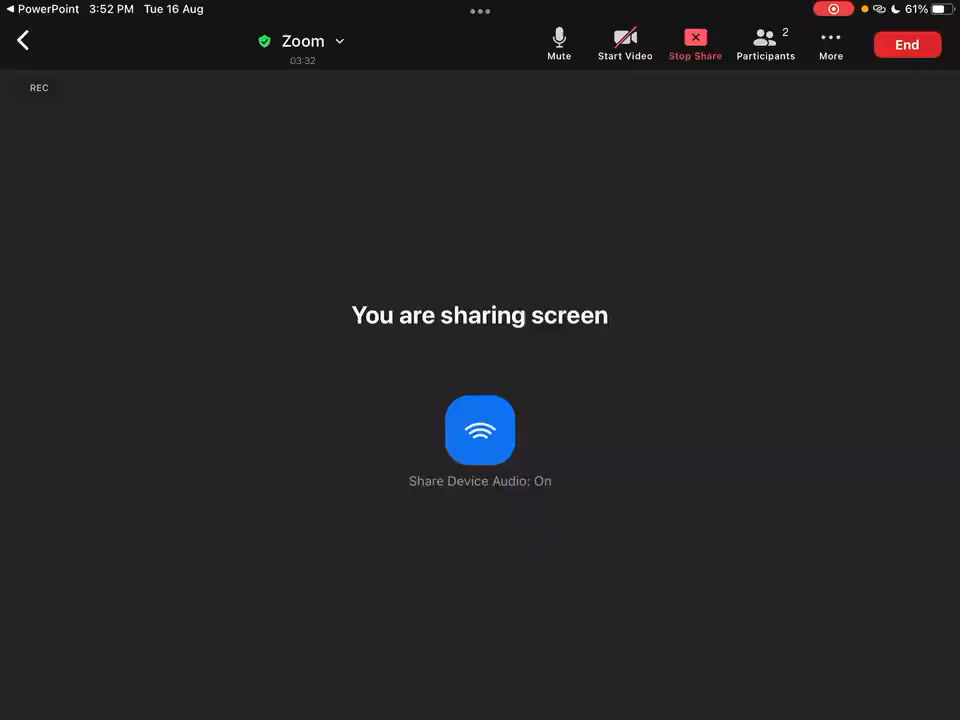 PowerPoint 3:52 PM Tue 16 Aug 61%
Zoom
03:32
Mute Start Video Stop Share Participants 2 More End
REC
You are sharing screen
Share Device Audio: On